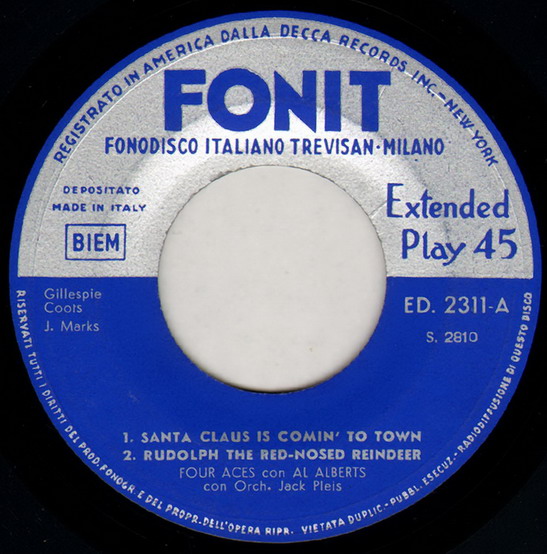 REGISTRATO IN AMERICA DALLA DECCA RECORDS INC. - NEW YORK
FONIT
FONODISCO ITALIANO TREVISAN·MILANO
DEPOSITATO
MADE IN ITALY
BIEM
Extended
Play 45
Gillespie
Coots
J. Marks
ED. 2311-A
S. 2810
1. SANTA CLAUS IS COMIN' TO TOWN
2. RUDOLPH THE RED-NOSED REINDEER
FOUR ACES con AL ALBERTS
con Orch. Jack Pleis
RISERVATI TUTTI I DIRITTI DEL PROD. FONOGR. E DEL PROPR. DELL'OPERA RIPR. VIETATA DUPLIC.-PUBBL. ESECUZ.-RADIODIFFUSIONE DI QUESTO DISCO